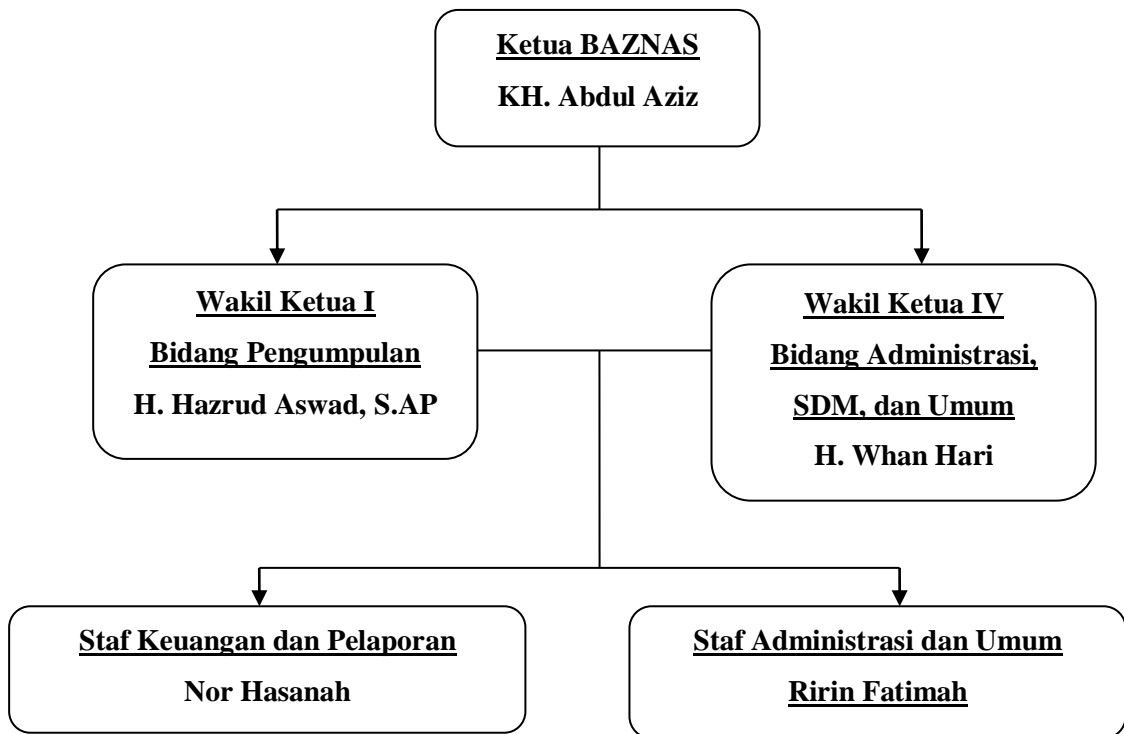 Ketua BAZNAS
KH. Abdul Aziz
Wakil Ketua I
Bidang Pengumpulan
H. Hazrud Aswad, S.AP
Wakil Ketua IV
Bidang Administrasi,
SDM, dan Umum
H. Whan Hari
Staf Keuangan dan Pelaporan
Nor Hasanah
Staf Administrasi dan Umum
Ririn Fatimah